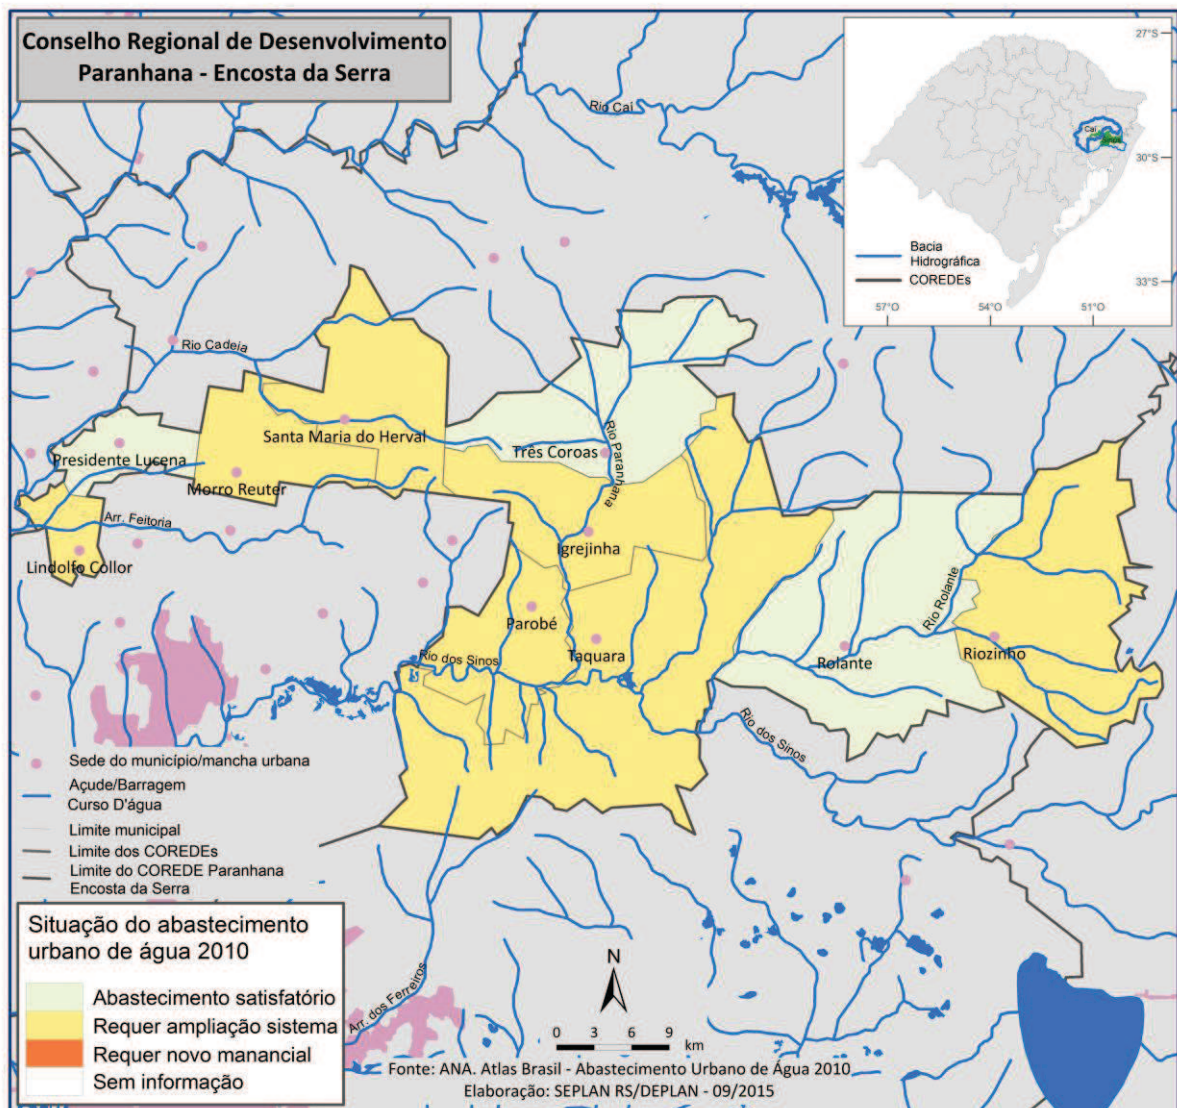 Conselho Regional de Desenvolvimento
Paranhana - Encosta da Serra
27°S
30°S
33°S
57°O
54°O
51°O
Caí
Bacia
Hidrográfica
COREDEs
Rio Caí
Rio Cadeia
Santa Maria do Herval
Três Coroas
Rio Paranhana
Presidente Lucena
Morro Reuter
Arr. Feitoria
Igrejinha
Lindolfo Collor
Parobé
Rio Rolante
Rio dos Sinos
Taquara
Rolante
Riozinho
Rio dos Sinos
Sede do município/mancha urbana
Açude/Barragem
Curso D'água
Limite municipal
Limite dos COREDEs
Limite do COREDE Paranhana
Encosta da Serra
Situação do abastecimento
urbano de água 2010
Abastecimento satisfatório
Requer ampliação sistema
Requer novo manancial
Sem informação
Arr. dos Ferreiros
N
0 3 6 9
km
Fonte: ANA. Atlas Brasil - Abastecimento Urbano de Água 2010
Elaboração: SEPLAN RS/DEPLAN - 09/2015